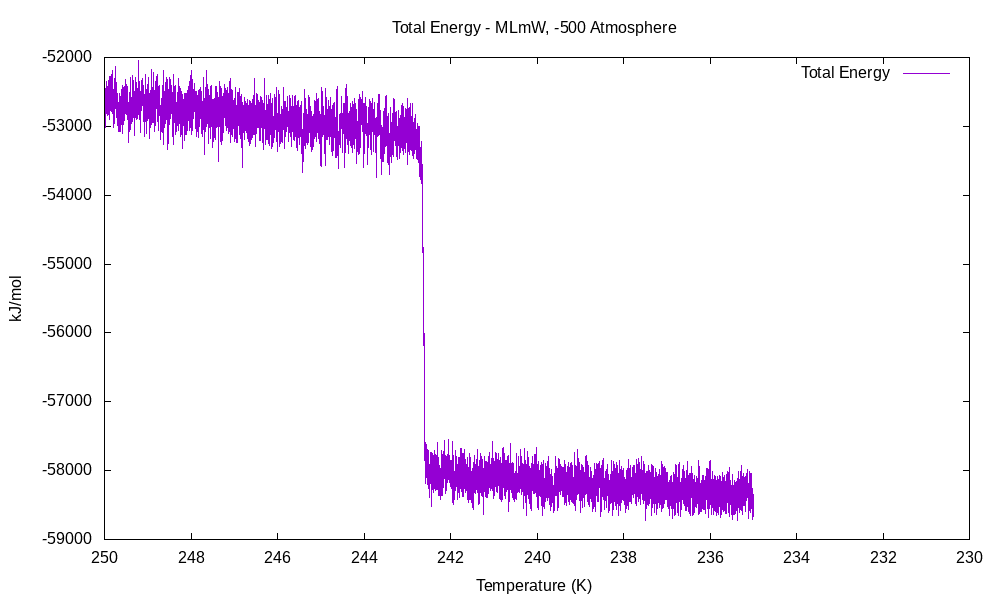 Total Energy - MLmW, -500 Atmosphere
Total Energy
-52000
-53000
-54000
-55000
-56000
-57000
-58000
-59000
kJ/mol
250 248 246 244 242 240 238 236 234 232 230
Temperature (K)